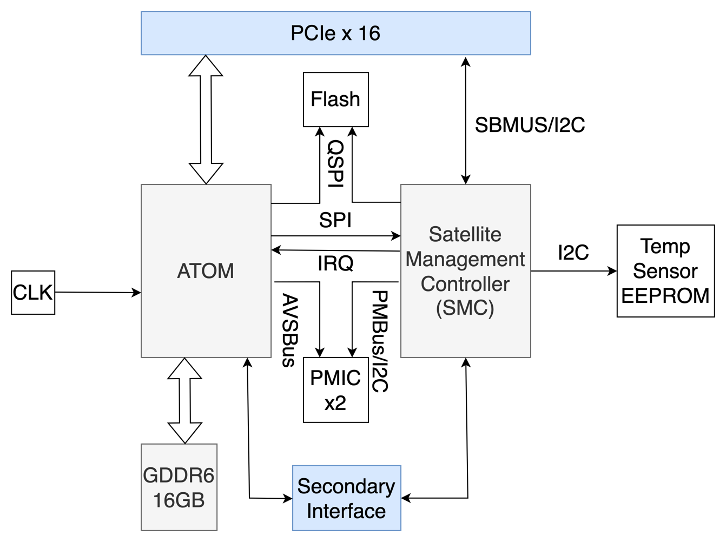 PCIe x 16
Flash
SBMUS/I2C
QSPI
SPI
ATOM
Satellite
Management
Controller
(SMC)
IRQ
I2C
Temp
Sensor
EEPROM
CLK
AVSBus
PMBus/I2C
PMIC
x2
GDDR6
16GB
Secondary
Interface